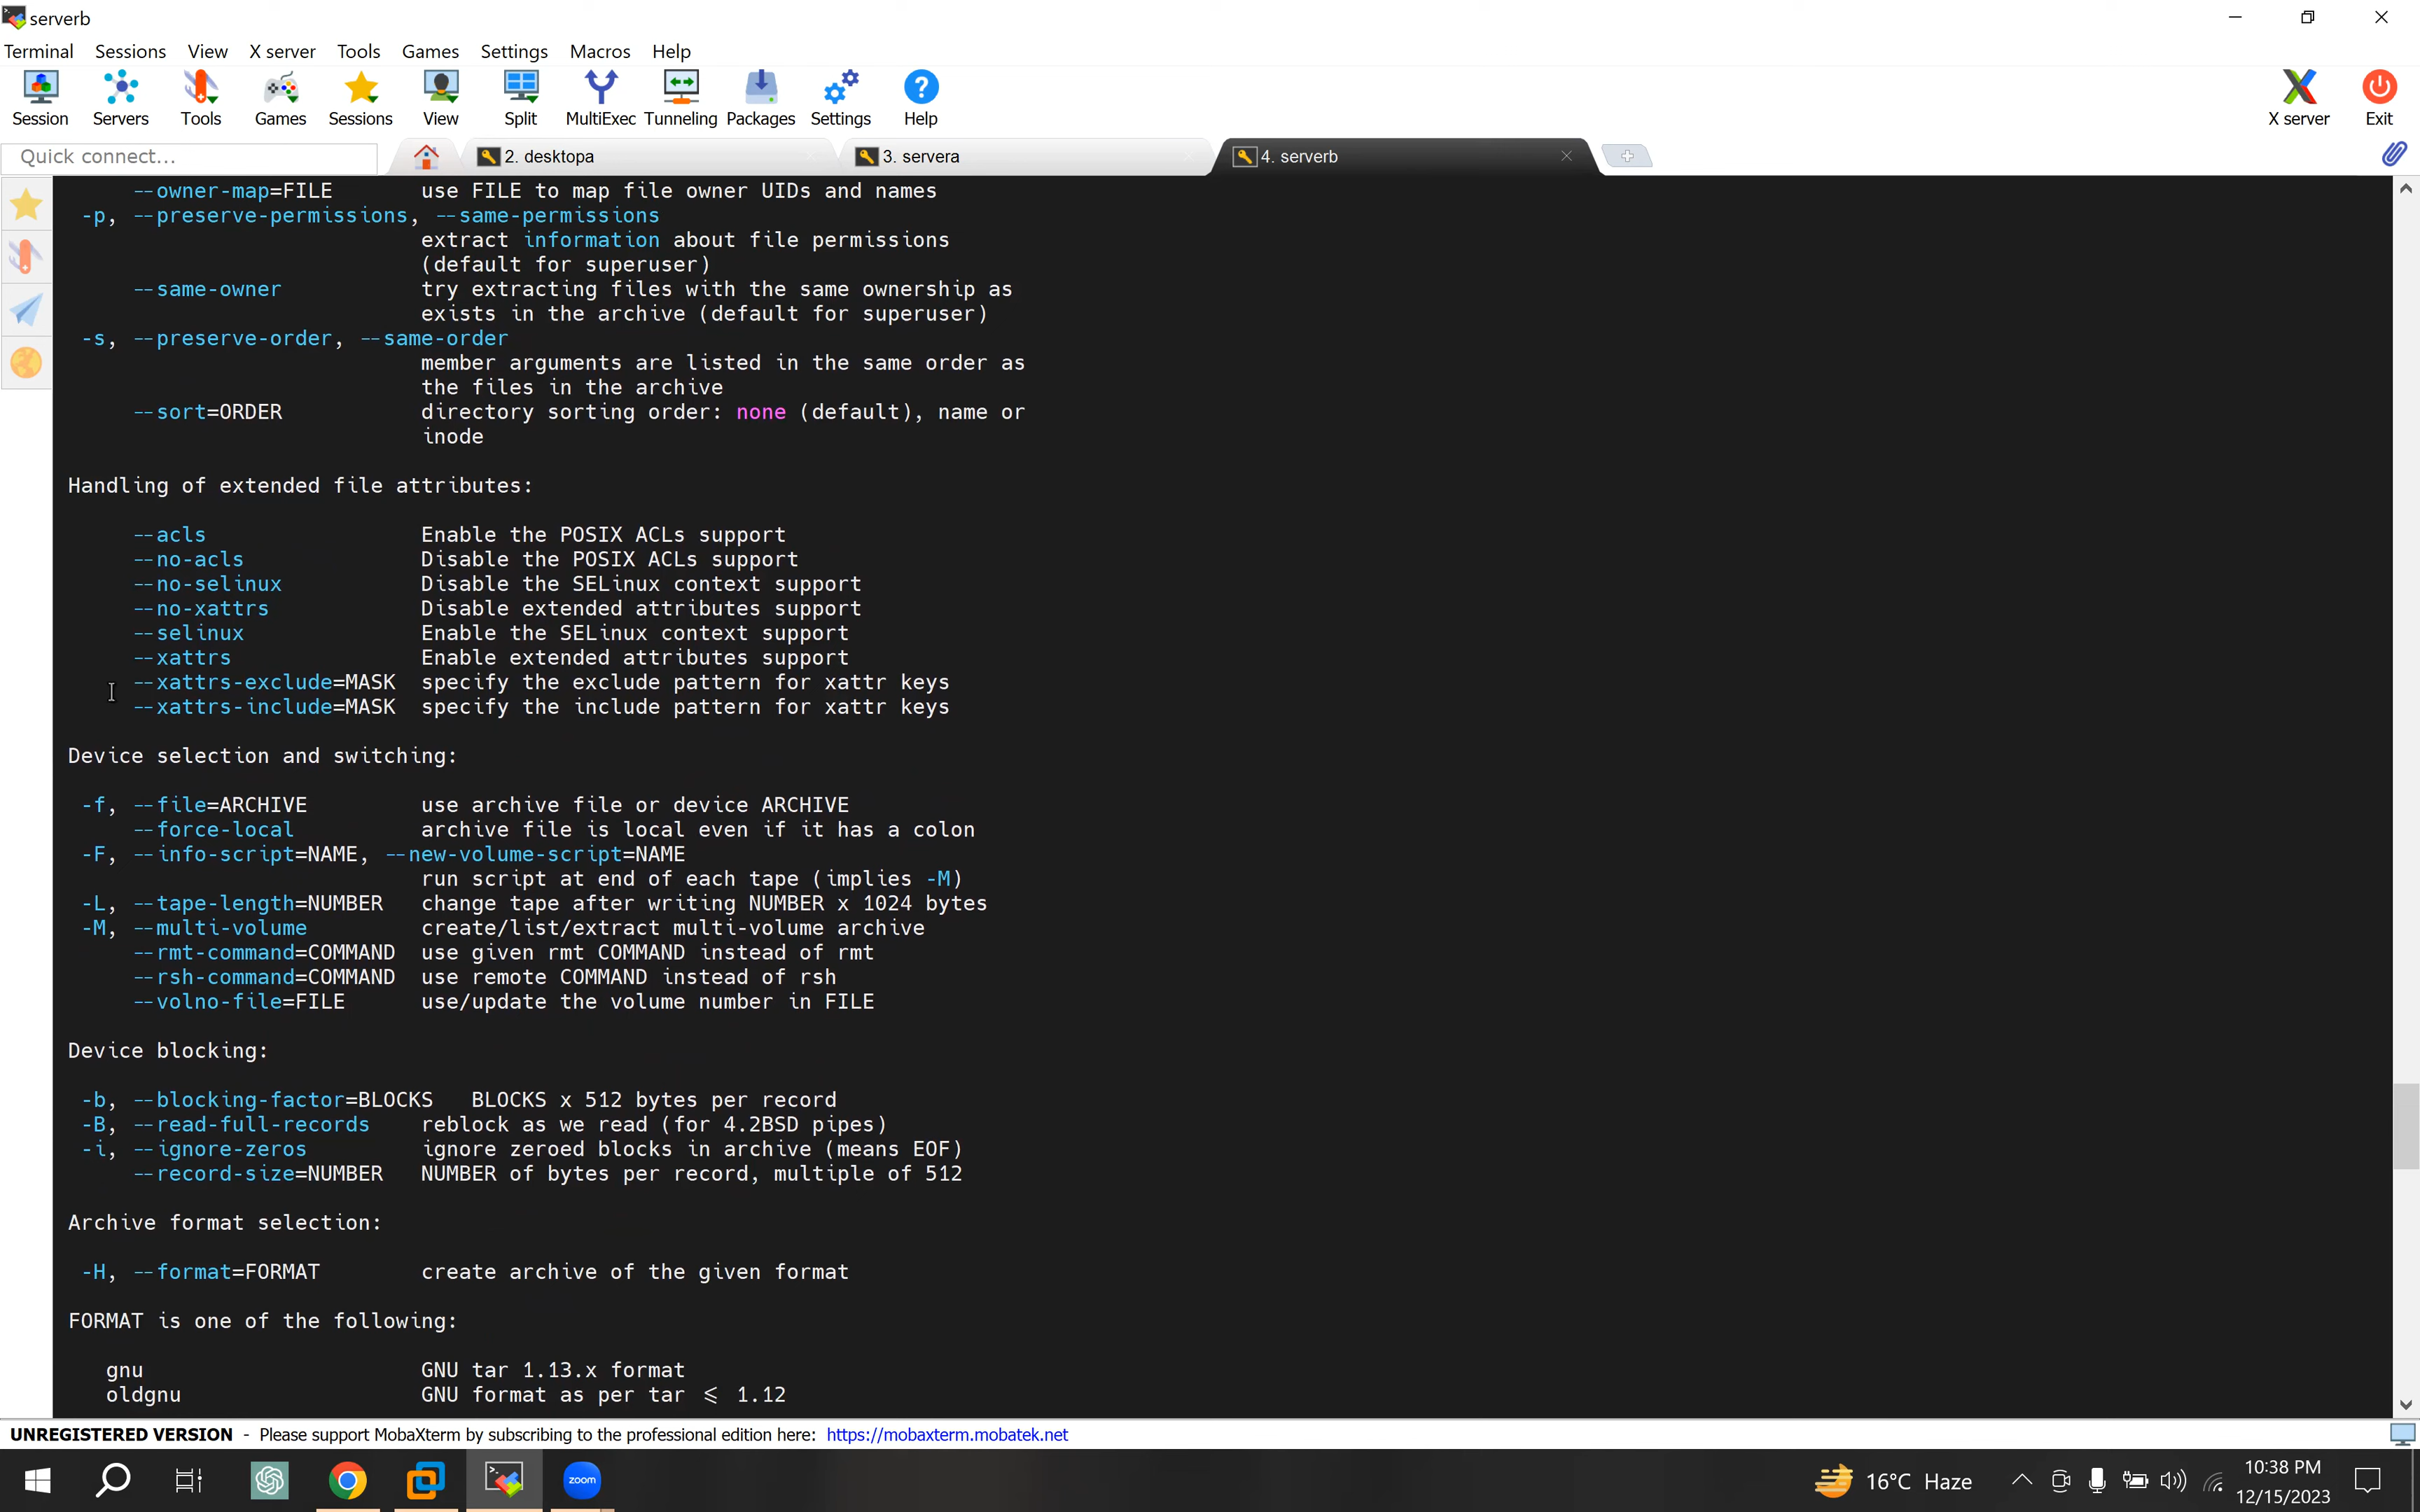 serverb
Terminal Sessions View X server Tools Games Settings Macros Help
Session Servers Tools Games Sessions View Split MultiExec Tunneling Packages Settings Help X server Exit
Quick connect... 2. desktopa 3. servera 4. serverb
--owner-map=FILE use FILE to map file owner UIDs and names
-p, --preserve-permissions, --same-permissions
extract information about file permissions
(default for superuser)
--same-owner try extracting files with the same ownership as
exists in the archive (default for superuser)
-s, --preserve-order, --same-order
member arguments are listed in the same order as
the files in the archive
--sort=ORDER directory sorting order: none (default), name or
inode
Handling of extended file attributes:
--acls Enable the POSIX ACLs support
--no-acls Disable the POSIX ACLs support
--no-selinux Disable the SELinux context support
--no-xattrs Disable extended attributes support
--selinux Enable the SELinux context support
--xattrs Enable extended attributes support
--xattrs-exclude=MASK specify the exclude pattern for xattr keys
--xattrs-include=MASK specify the include pattern for xattr keys
Device selection and switching:
-f, --file=ARCHIVE use archive file or device ARCHIVE
--force-local archive file is local even if it has a colon
-F, --info-script=NAME, --new-volume-script=NAME
run script at end of each tape (implies -M)
-L, --tape-length=NUMBER change tape after writing NUMBER x 1024 bytes
-M, --multi-volume create/list/extract multi-volume archive
--rmt-command=COMMAND use given rmt COMMAND instead of rmt
--rsh-command=COMMAND use remote COMMAND instead of rsh
--volno-file=FILE use/update the volume number in FILE
Device blocking:
-b, --blocking-factor=BLOCKS BLOCKS x 512 bytes per record
-B, --read-full-records reblock as we read (for 4.2BSD pipes)
-i, --ignore-zeros ignore zeroed blocks in archive (means EOF)
--record-size=NUMBER NUMBER of bytes per record, multiple of 512
Archive format selection:
-H, --format=FORMAT create archive of the given format
FORMAT is one of the following:
gnu GNU tar 1.13.x format
oldgnu GNU format as per tar <= 1.12
UNREGISTERED VERSION - Please support MobaXterm by subscribing to the professional edition here: https://mobaxterm.mobatek.net
zoom 16°C Haze 10:38 PM
12/15/2023